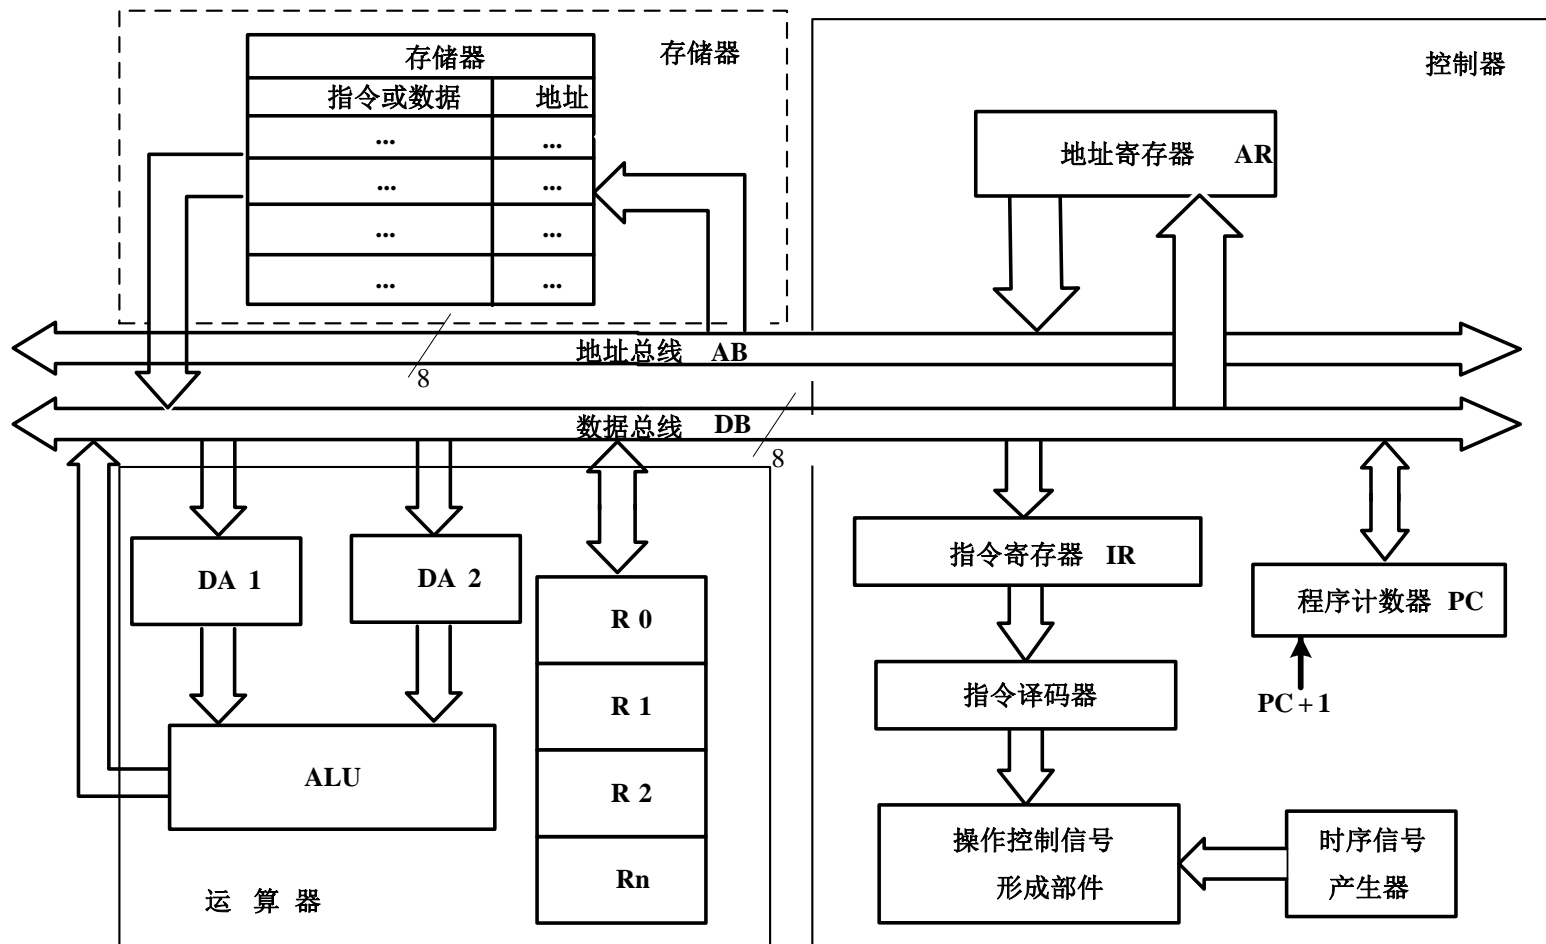 存储器
存储器
控制器
指令或数据 地址
... ...
... ...
... ...
... ...
地址寄存器 AR
地址总线 AB
8
数据总线 DB
8
DA 1
DA 2
R 0
R 1
R 2
Rn
ALU
运 算 器
指令寄存器 IR
程序计数器 PC
PC+1
指令译码器
操作控制信号
形成部件
时序信号
产生器